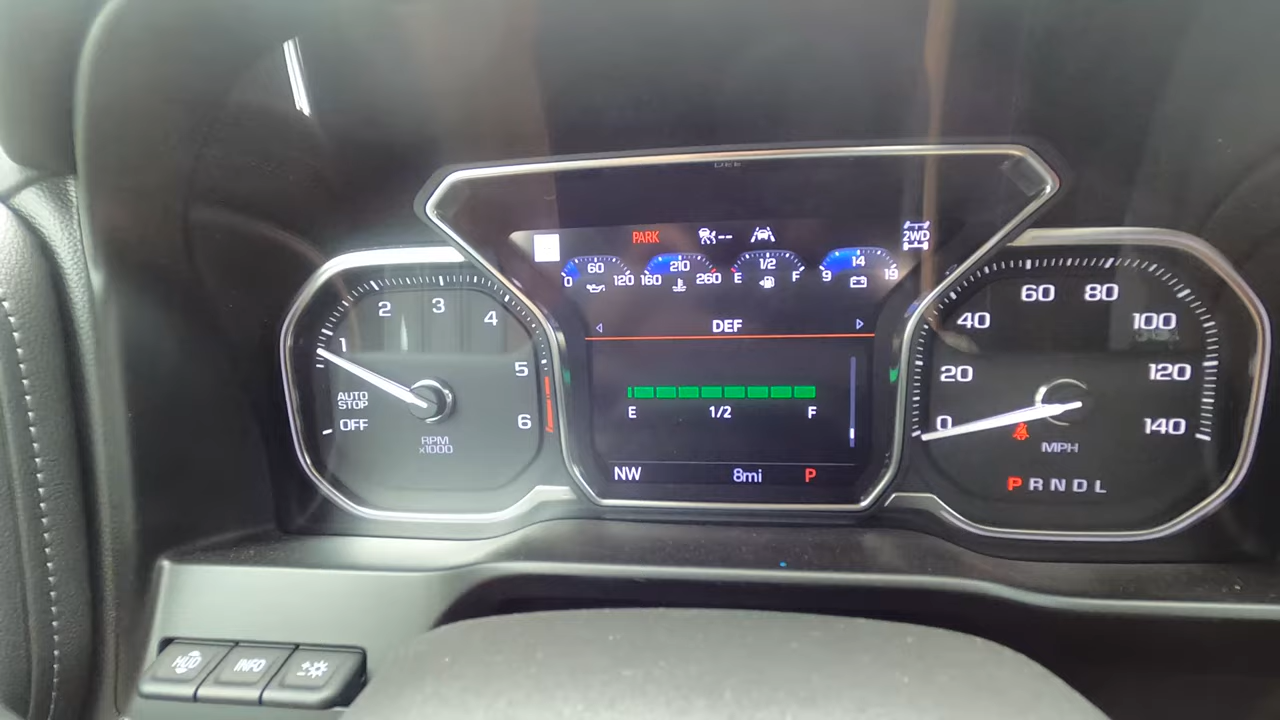 PARK
--
2WD
0 60 120
160 210 260
E 1/2 F
9 14 19
DEF
E 1/2 F
NW 8mi P
1 2 3 4 5 6
AUTO
STOP
OFF
RPM
x1000
0 20 40 60 80 100 120 140
MPH
PRNDL
HUD INFO